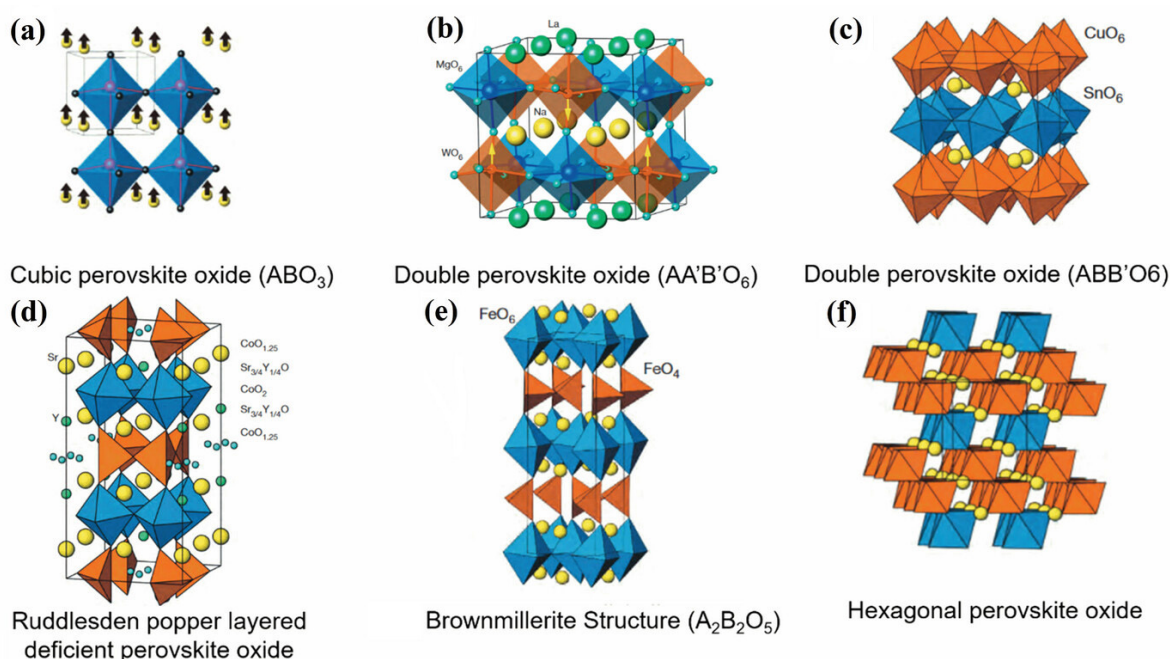 (a)
(b)
La
MgO₆
Na
WO₆
(c)
CuO₆
SnO₆
Cubic perovskite oxide (ABO₃)
Double perovskite oxide (AA'B'O₆)
Double perovskite oxide (ABB'O6)
(d)
Sr
Y
CoO₁.₂₅
Sr₃/₄Y₁/₄O
CoO₂
Sr₃/₄Y₁/₄O
CoO₁.₂₅
(e)
FeO₆
FeO₄
(f)
Ruddlesden popper layered
deficient perovskite oxide
Brownmillerite Structure (A₂B₂O₅)
Hexagonal perovskite oxide